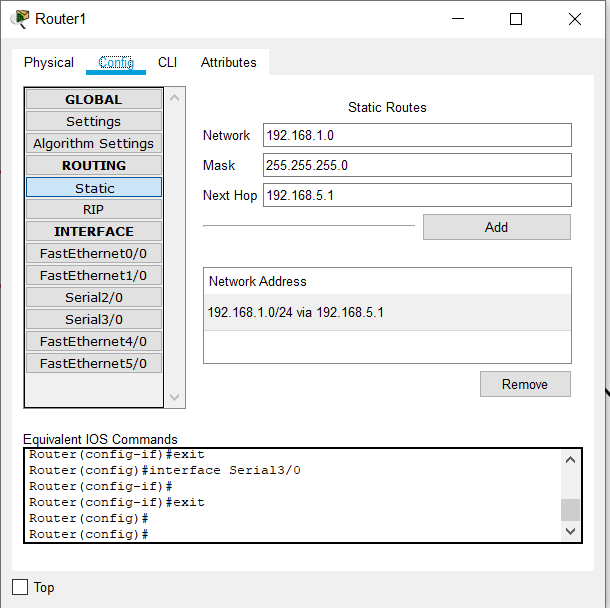 Router1
Physical Config CLI Attributes
GLOBAL
Settings
Algorithm Settings
ROUTING
Static
RIP
INTERFACE
FastEthernet0/0
FastEthernet1/0
Serial2/0
Serial3/0
FastEthernet4/0
FastEthernet5/0
Static Routes
Network 192.168.1.0
Mask 255.255.255.0
Next Hop 192.168.5.1
Add
Network Address
192.168.1.0/24 via 192.168.5.1
Remove
Equivalent IOS Commands
Router(config-if)#exit
Router(config)#interface Serial3/0
Router(config-if)#
Router(config-if)#exit
Router(config)#
Router(config)#
Top